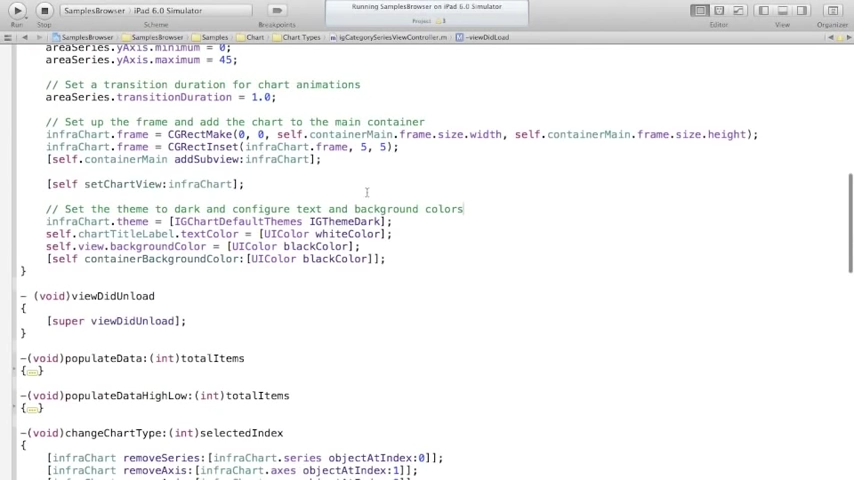 Running SamplesBrowser on iPad 6.0 Simulator
SamplesBrowser
iPad 6.0 Simulator
Project
1
Run
Stop
Scheme
Breakpoints
Editor
View
Organizer
SamplesBrowser
SamplesBrowser
Samples
Chart
Chart Types
igCategorySeriesViewController.m
M
-viewDidLoad
areaSeries.yAxis.minimum = 0;
areaSeries.yAxis.maximum = 45;
// Set a transition duration for chart animations
areaSeries.transitionDuration = 1.0;
// Set up the frame and add the chart to the main container
infraChart.frame = CGRectMake(0, 0, self.containerMain.frame.size.width, self.containerMain.frame.size.height);
infraChart.frame = CGRectInset(infraChart.frame, 5, 5);
[self.containerMain addSubview:infraChart];
[self setChartView:infraChart];
// Set the theme to dark and configure text and background colors
infraChart.theme = [IGChartDefaultThemes IGThemeDark];
self.chartTitleLabel.textColor = [UIColor whiteColor];
self.view.backgroundColor = [UIColor blackColor];
[self containerBackgroundColor:[UIColor blackColor]];
}
- (void)viewDidUnload
{
[super viewDidUnload];
}
-(void)populateData:(int)totalItems
{...}
-(void)populateDataHighLow:(int)totalItems
{...}
-(void)changeChartType:(int)selectedIndex
{
[infraChart removeSeries:[infraChart.series objectAtIndex:0]];
[infraChart removeAxis:[infraChart.axes objectAtIndex:1]];